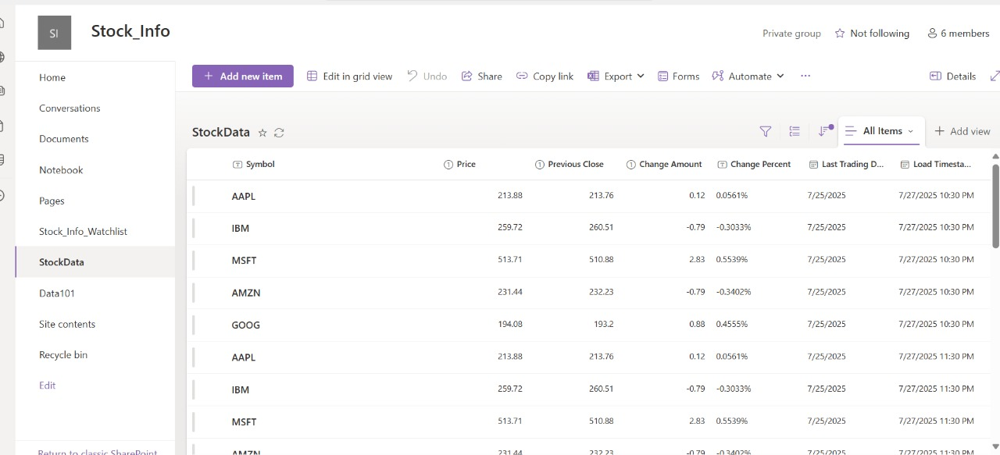 SI
Stock_Info
Private group
Not following
6 members
Home
Conversations
Documents
Notebook
Pages
Stock_Info_Watchlist
StockData
Data101
Site contents
Recycle bin
Edit
Return to classic SharePoint
+ Add new item
Edit in grid view
Undo
Share
Copy link
Export
Forms
Automate
...
Details
StockData
All Items
+ Add view
Symbol Price Previous Close Change Amount Change Percent Last Trading D... Load Timesta...
AAPL 213.88 213.76 0.12 0.0561% 7/25/2025 7/27/2025 10:30 PM
IBM 259.72 260.51 -0.79 -0.3033% 7/25/2025 7/27/2025 10:30 PM
MSFT 513.71 510.88 2.83 0.5539% 7/25/2025 7/27/2025 10:30 PM
AMZN 231.44 232.23 -0.79 -0.3402% 7/25/2025 7/27/2025 10:30 PM
GOOG 194.08 193.2 0.88 0.4555% 7/25/2025 7/27/2025 10:30 PM
AAPL 213.88 213.76 0.12 0.0561% 7/25/2025 7/27/2025 11:30 PM
IBM 259.72 260.51 -0.79 -0.3033% 7/25/2025 7/27/2025 11:30 PM
MSFT 513.71 510.88 2.83 0.5539% 7/25/2025 7/27/2025 11:30 PM
AMZN 231.44 232.23 -0.79 -0.3402% 7/25/2025 7/27/2025 11:30 PM